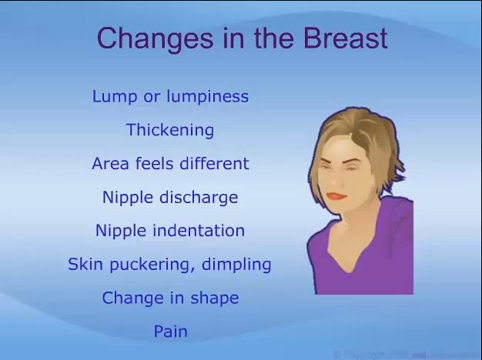 Changes in the Breast
Lump or lumpiness
Thickening
Area feels different
Nipple discharge
Nipple indentation
Skin puckering, dimpling
Change in shape
Pain